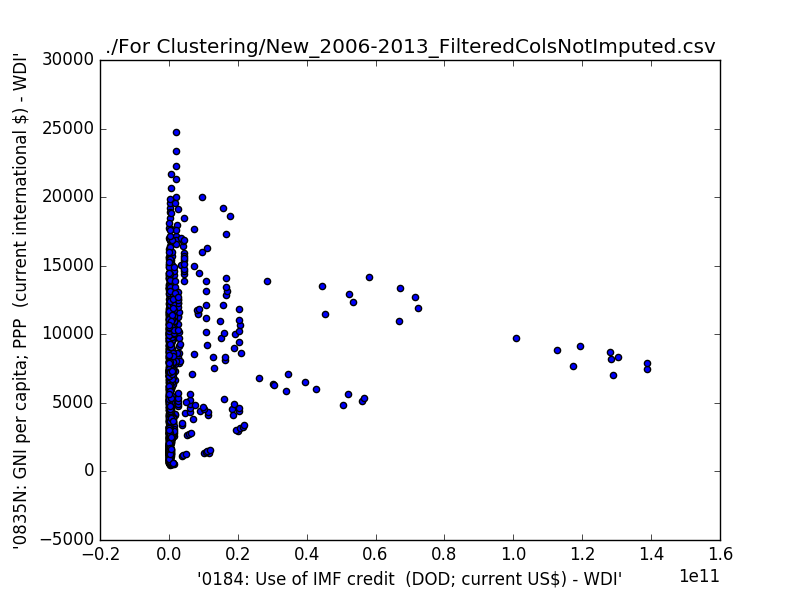 ./For Clustering/New_2006-2013_FilteredColsNotImputed.csv
'0835N: GNI per capita; PPP  (current international $) - WDI'
30000
25000
20000
15000
10000
5000
0
−5000
−0.2 0.0 0.2 0.4 0.6 0.8 1.0 1.2 1.4 1.6
1e11
'0184: Use of IMF credit  (DOD; current US$) - WDI'